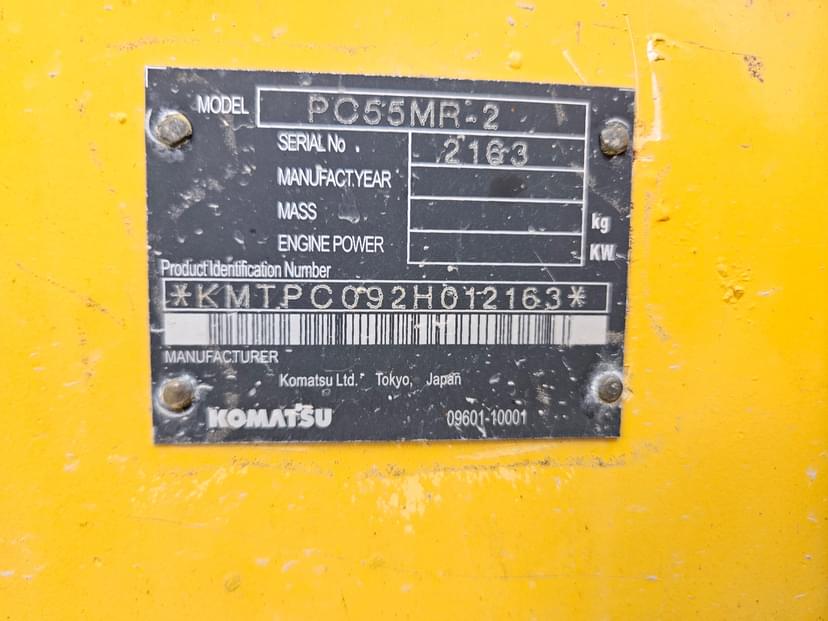 MODEL PC55MR-2
SERIAL No 2163
MANUFACT.YEAR
MASS kg
ENGINE POWER KW
Product Identification Number
*KMTPC092H012163*
MANUFACTURER
Komatsu Ltd. Tokyo, Japan
KOMATSU 09601-10001